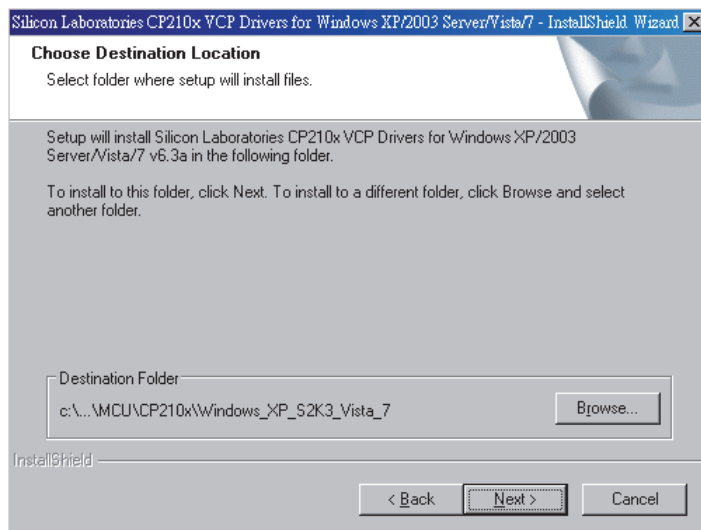 Silicon Laboratories CP210x VCP Drivers for Windows XP/2003 Server/Vista/7 - InstallShield Wizard
Choose Destination Location
Select folder where setup will install files.
Setup will install Silicon Laboratories CP210x VCP Drivers for Windows XP/2003
Server/Vista/7 v6.3a in the following folder.
To install to this folder, click Next. To install to a different folder, click Browse and select
another folder.
Destination Folder
c:\...\MCU\CP210x\Windows_XP_S2K3_Vista_7
Browse...
InstallShield
< Back
Next >
Cancel